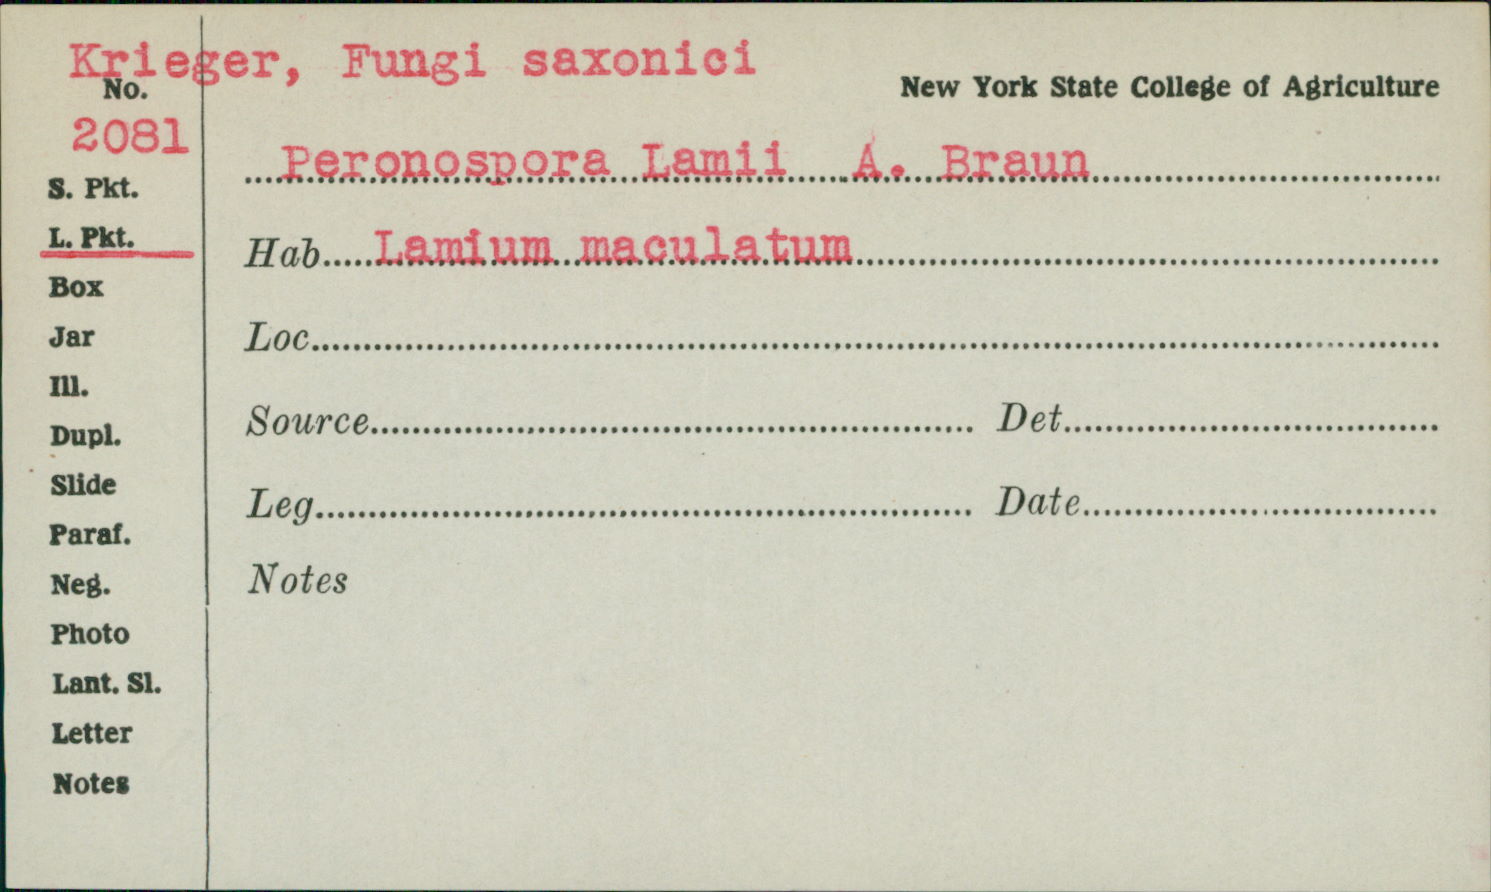 Krieger, Fungi saxonici
No.
New York State College of Agriculture
2081
Peronospora Lamii A. Braun
S. Pkt.
L. Pkt.
Hab. Lamium maculatum
Box
Jar
Loc.
Ill.
Dupl.
Source
Det.
Slide
Leg.
Date
Paraf.
Neg.
Notes
Photo
Lant. Sl.
Letter
Notes